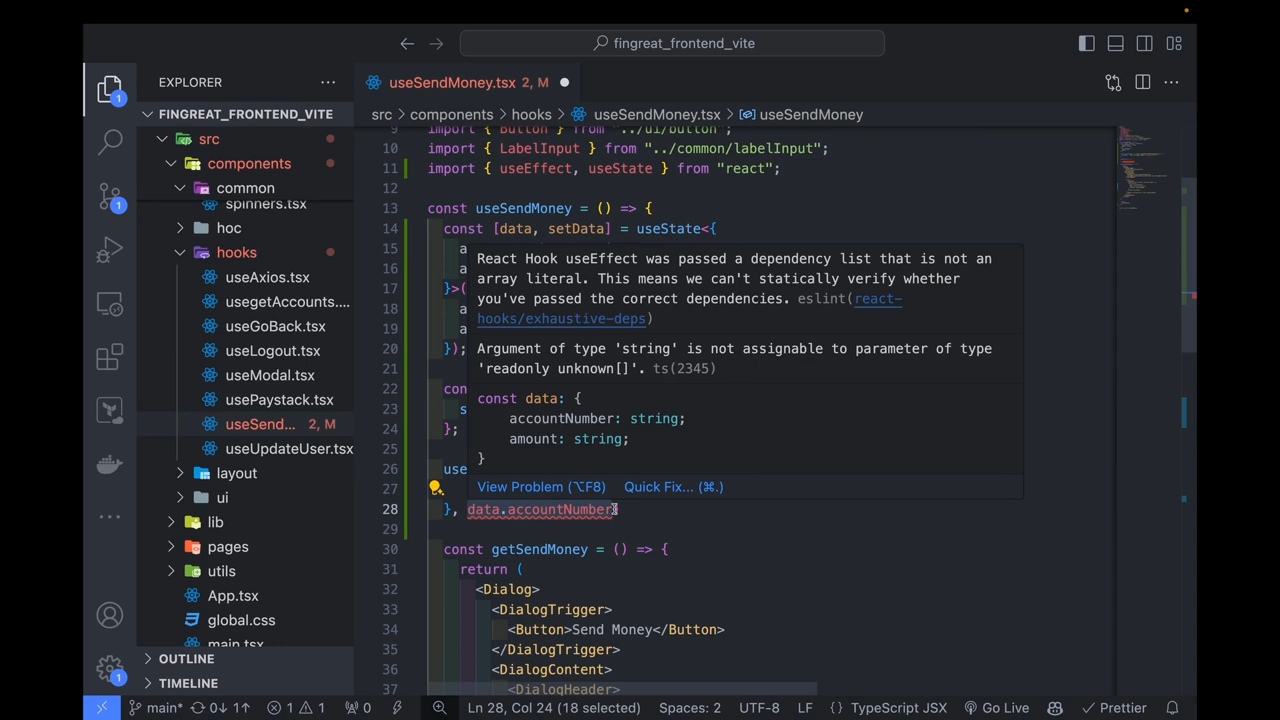 fingreat_frontend_vite
EXPLORER
useSendMoney.tsx 2, M
FINGREAT_FRONTEND_VITE
src > components > hooks > useSendMoney.tsx > useSendMoney
src
components
common
spinners.tsx
hoc
hooks
useAxios.tsx
usegetAccounts....
useGoBack.tsx
useLogout.tsx
useModal.tsx
usePaystack.tsx
useSend... 2, M
useUpdateUser.tsx
layout
ui
lib
pages
utils
App.tsx
global.css
main.tsx
OUTLINE
TIMELINE
1
1
1
9 import { Button } from "../ui/button";
10 import { LabelInput } from "../common/labelInput";
11 import { useEffect, useState } from "react";
12
13 const useSendMoney = () => {
14 const [data, setData] = useState<{
15 a
16 a
17 }>(
18 a
19 a
20 });
21
22 con
23 s
24 };
25
26 use
27
28 }, data.accountNumber
29
30 const getSendMoney = () => {
31 return (
32 <Dialog>
33 <DialogTrigger>
34 <Button>Send Money</Button>
35 </DialogTrigger>
36 <DialogContent>
37 <DialogHeader>
React Hook useEffect was passed a dependency list that is not an
array literal. This means we can't statically verify whether
you've passed the correct dependencies. eslint(react-
hooks/exhaustive-deps)
Argument of type 'string' is not assignable to parameter of type
'readonly unknown[]'. ts(2345)
const data: {
accountNumber: string;
amount: string;
}
View Problem (⌥F8) Quick Fix... (⌘.)
main* 0↓ 1↑ 1 1 0 Ln 28, Col 24 (18 selected) Spaces: 2 UTF-8 LF {} TypeScript JSX Go Live Prettier